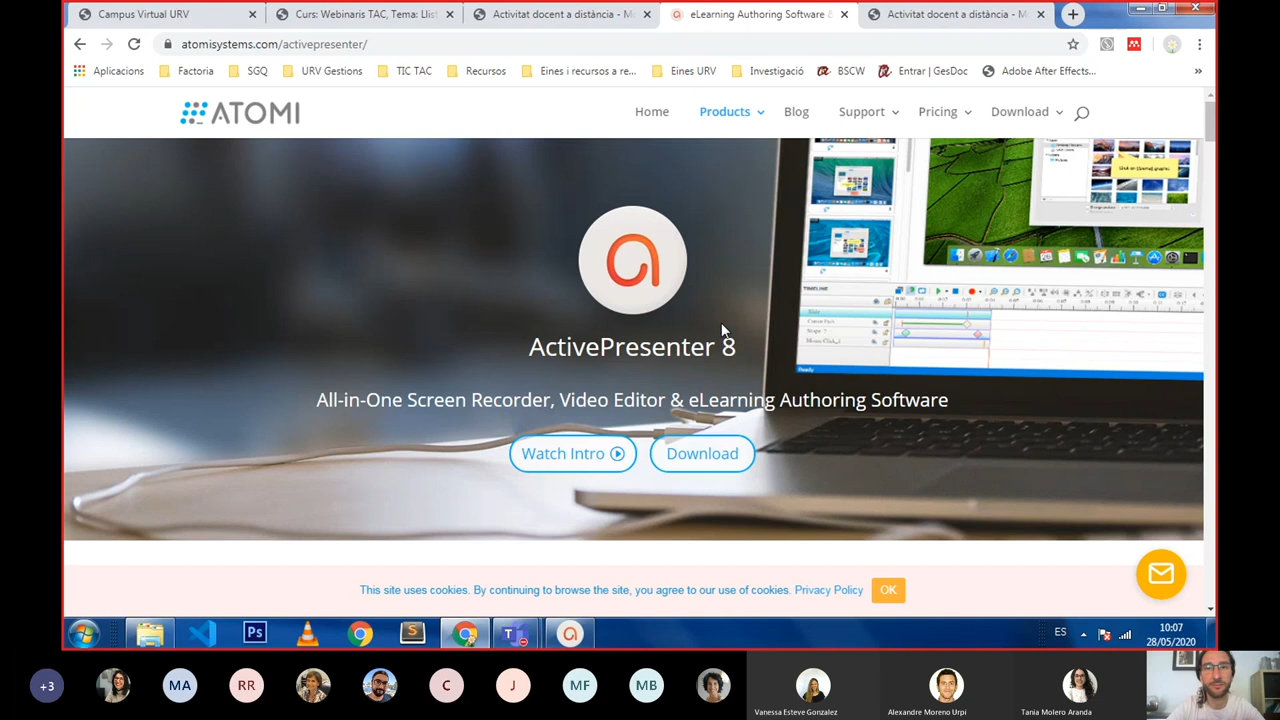 Campus Virtual URV
Curs: Webinaris TAC, Tema: Llist
Activitat docent a distància - Mo
eLearning Authoring Software &
Activitat docent a distància - Mo
atomisystems.com/activepresenter/
Aplicacions
Factoria
SGQ
URV Gestions
TIC TAC
Recursos
Eines i recursos a re...
Eines URV
Investigació
BSCW
Entrar | GesDoc
Adobe After Effects...
»
ATOMI
Home
Products
Blog
Support
Pricing
Download
TIMELINE
ActivePresenter 8
All-in-One Screen Recorder, Video Editor & eLearning Authoring Software
Watch Intro
Download
This site uses cookies. By continuing to browse the site, you agree to our use of cookies. Privacy Policy
OK
Ps
ES
10:07
28/05/2020
+3
MA
RR
C
J
MF
MB
Vanessa Esteve Gonzalez
Alexandre Moreno Urpi
Tania Molero Aranda